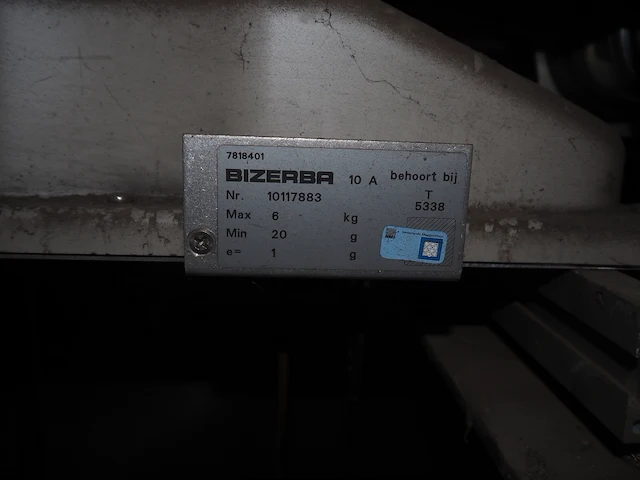 7818401
BIZERBA 10 A behoort bij
Nr. 10117883 T
5338
Max 6 kg
Min 20 g
e= 1 g